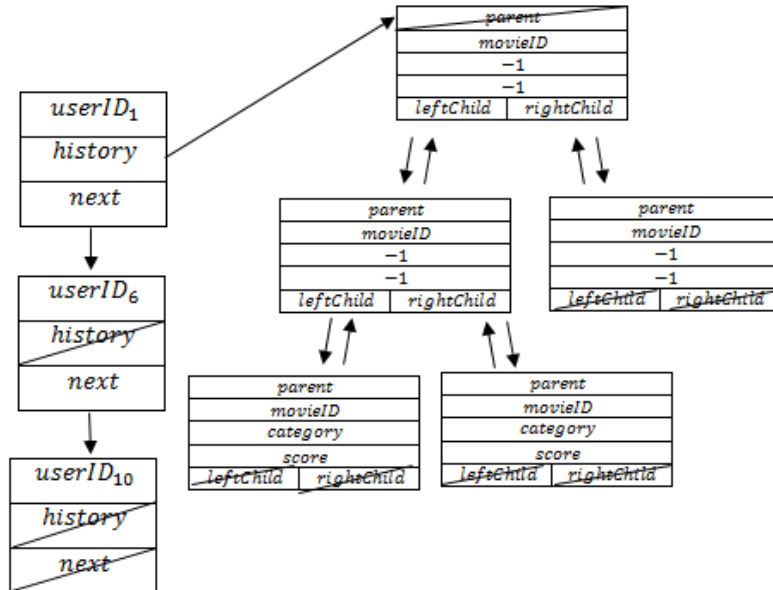 userID₁
history
next
userID₆
history
next
userID₁₀
history
next
parent
movieID
−1
−1
leftChild rightChild
parent
movieID
−1
−1
leftChild rightChild
parent
movieID
−1
−1
leftChild rightChild
parent
movieID
category
score
leftChild rightChild
parent
movieID
category
score
leftChild rightChild